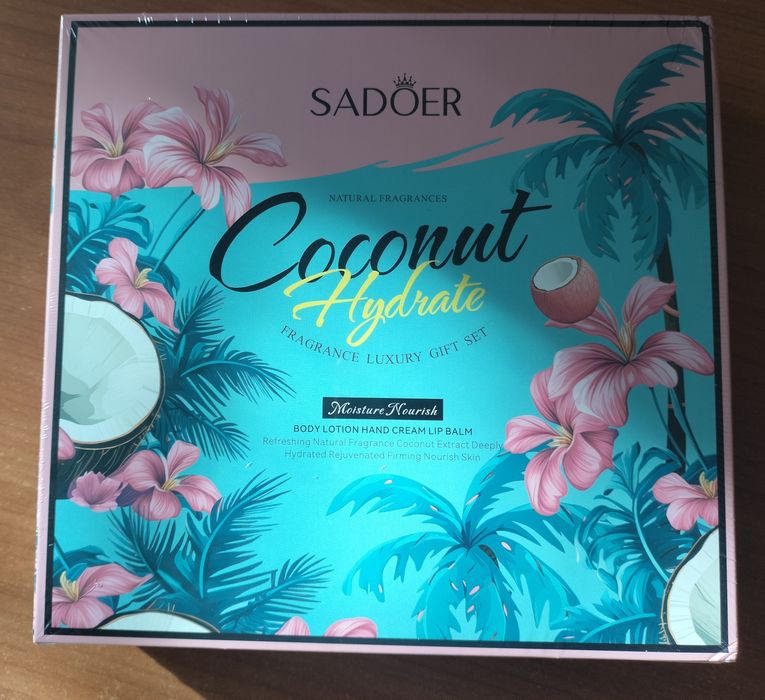 SADOER
NATURAL FRAGRANCES
Coconut
Hydrate
FRAGRANCE LUXURY GIFT SET
Moisture Nourish
BODY LOTION HAND CREAM LIP BALM
Refreshing Natural Fragrance Coconut Extract Deeply
Hydrated Rejuvenated Firming Nourish Skin